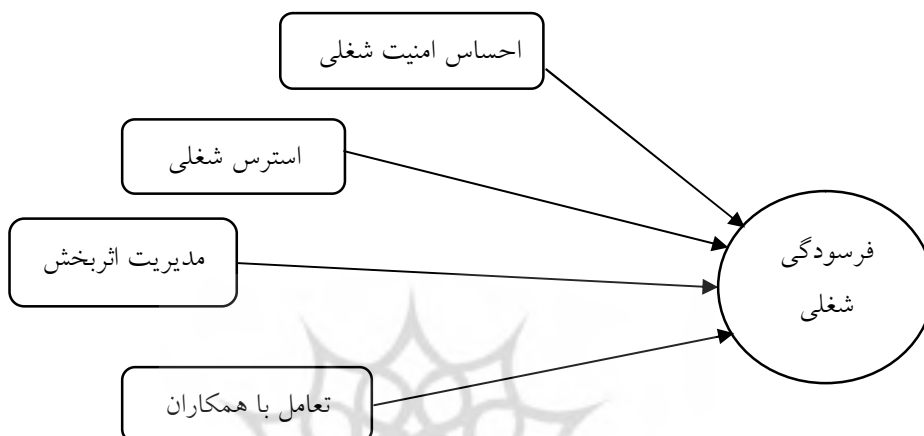 احساس امنیت شغلی
استرس شغلی
مدیریت اثربخش
تعامل با همکاران
فرسودگی
شغلی